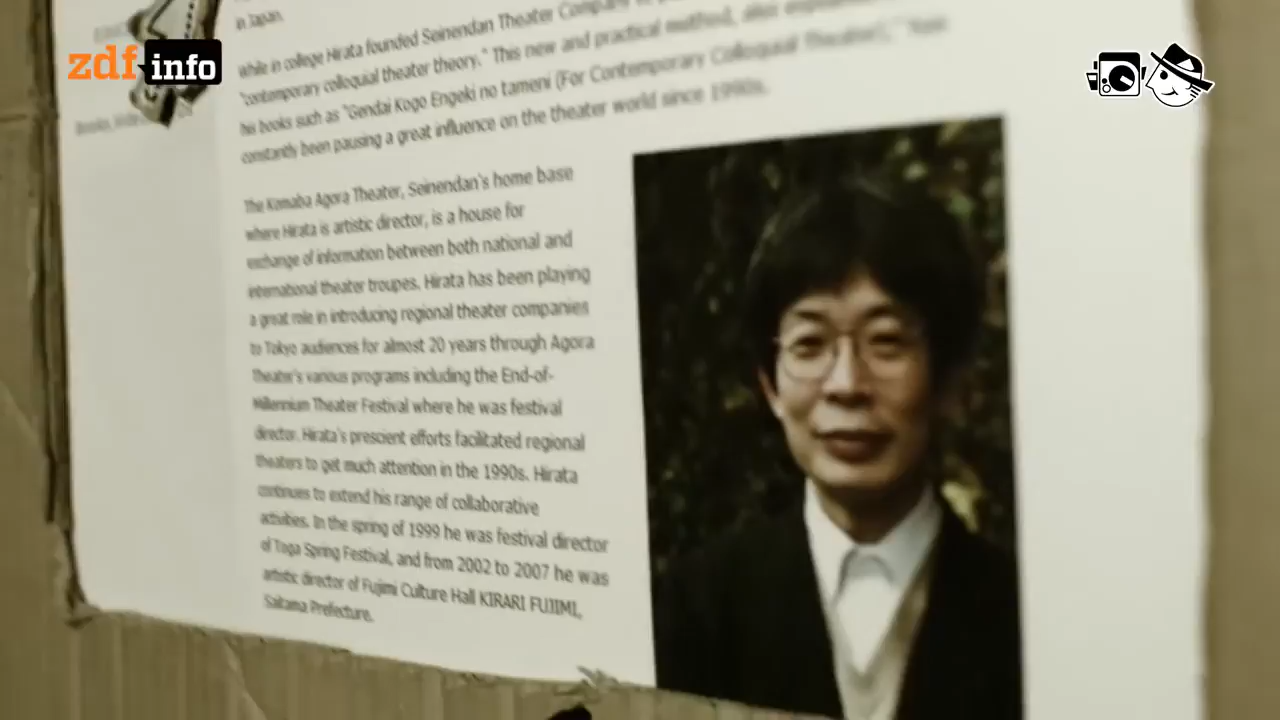 in Japan.
while in college Hirata founded Seinendan Theater Company
"contemporary colloquial theater theory." This new and practical method, also
his books such as "Gendai Kogo Engeki no tameni (For Contemporary Colloquial Theater),"
constantly been pausing a great influence on the theater world since 1990s.
The Komaba Agora Theater, Seinendan's home base
where Hirata is artistic director, is a house for
exchange of information between both national and
international theater troupes. Hirata has been playing
a great role in introducing regional theater companies
to Tokyo audiences for almost 20 years through Agora
Theater's various programs including the End-of-
Millennium Theater Festival where he was festival
director. Hirata's prescient efforts facilitated regional
theaters to get much attention in the 1990s. Hirata
continues to extend his range of collaborative
activities. In the spring of 1999 he was festival director
of Toga Spring Festival, and from 2002 to 2007 he was
artistic director of Fujimi Culture Hall KIRARI FUJIMI,
Saitama Prefecture.
zdf info